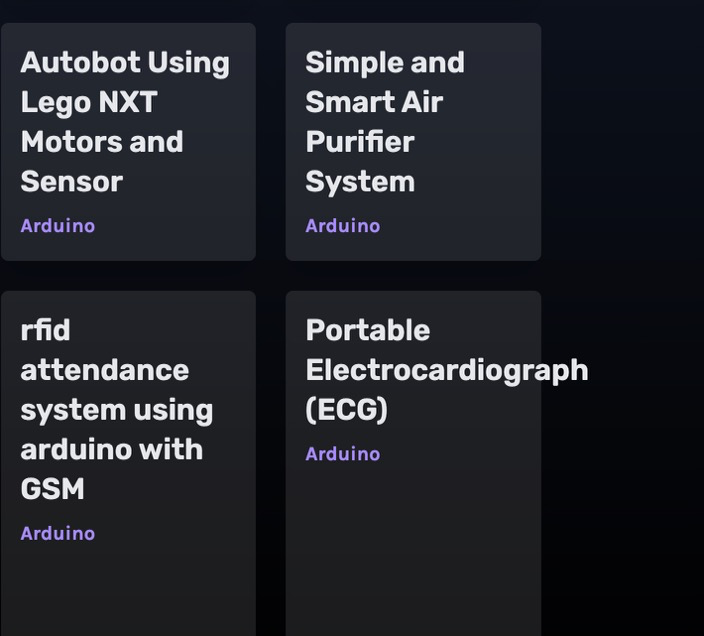 Autobot Using
Lego NXT
Motors and
Sensor
Arduino
Simple and
Smart Air
Purifier
System
Arduino
rfid
attendance
system using
arduino with
GSM
Arduino
Portable
Electrocardiograph
(ECG)
Arduino